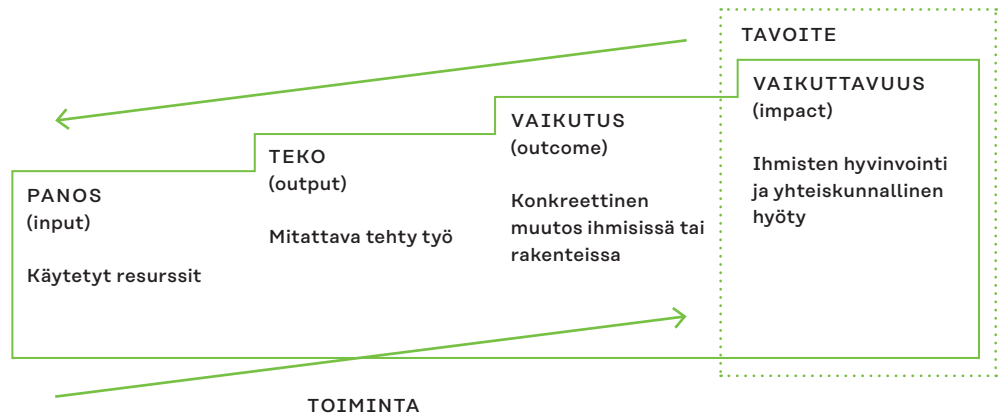 TAVOITE
VAIKUTTAVUUS
(impact)
Ihmisten hyvinvointi
ja yhteiskunnallinen
hyöty
VAIKUTUS
(outcome)
Konkreettinen
muutos ihmisissä tai
rakenteissa
TEKO
(output)
Mitattava tehty työ
PANOS
(input)
Käytetyt resurssit
TOIMINTA